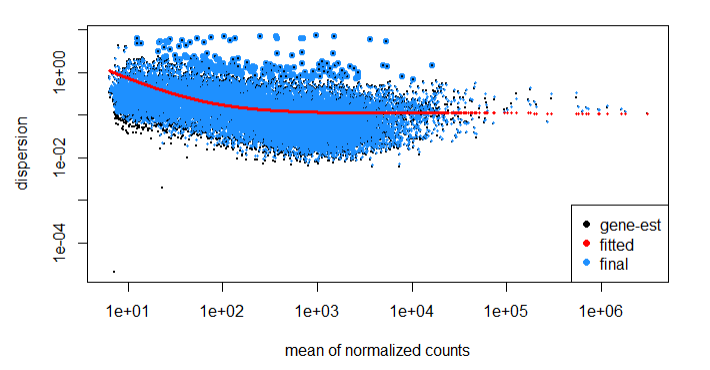 dispersion
1e+00
1e-02
1e-04
gene-est
fitted
final
1e+01 1e+02 1e+03 1e+04 1e+05 1e+06
mean of normalized counts